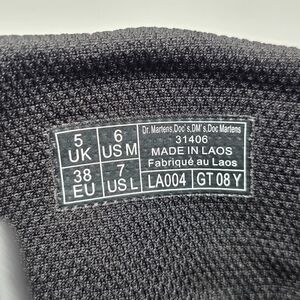 5 UK
6 US M
38 EU
7 US L
Dr. Martens,Doc's,DM's,Doc Martens
31406
MADE IN LAOS
Fabriqué au Laos
LA004
GT 08 Y